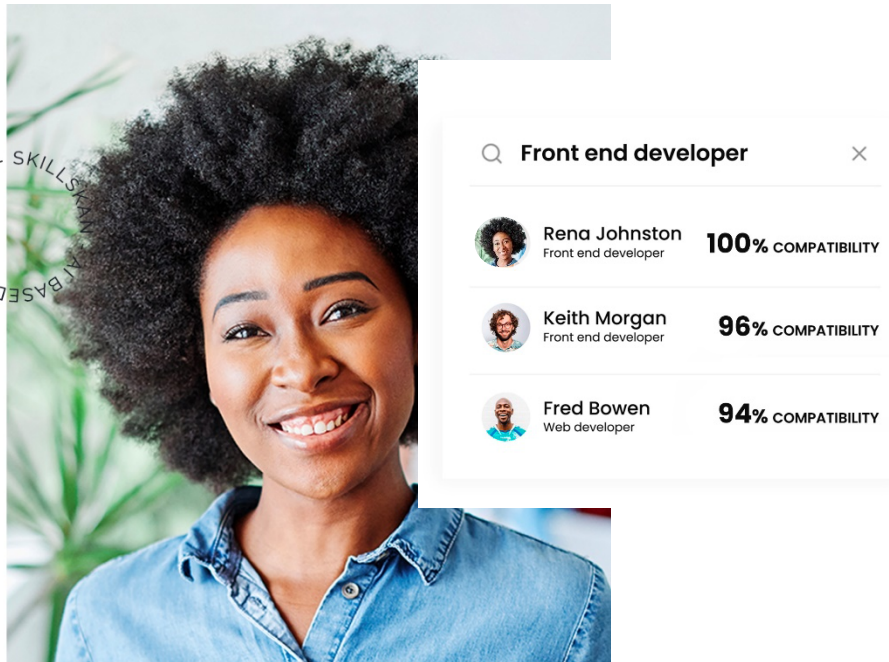 SKILLSKAN
AI BASED
Front end developer
Rena Johnston
Front end developer
100% COMPATIBILITY
Keith Morgan
Front end developer
96% COMPATIBILITY
Fred Bowen
Web developer
94% COMPATIBILITY